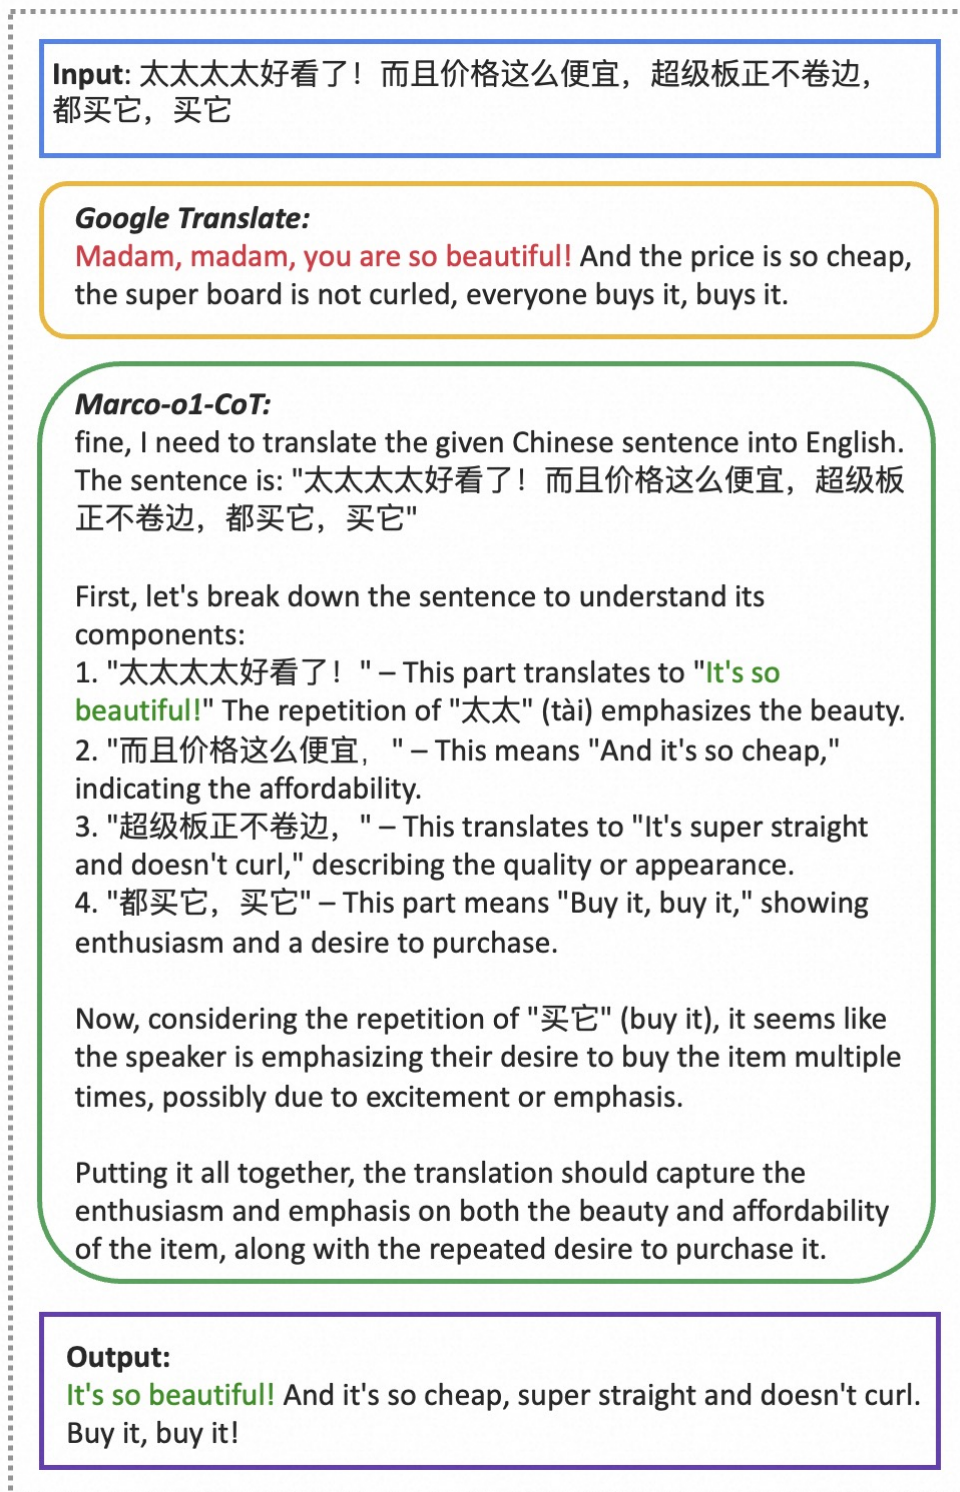 Input: 太太太太好看了！而且价格这么便宜，超级板正不卷边，
都买它，买它
Google Translate:
Madam, madam, you are so beautiful! And the price is so cheap,
the super board is not curled, everyone buys it, buys it.
Marco-o1-CoT:
fine, I need to translate the given Chinese sentence into English.
The sentence is: "太太太太好看了！而且价格这么便宜，超级板
正不卷边，都买它，买它"
First, let's break down the sentence to understand its
components:
1. "太太太太好看了！" – This part translates to "It's so
beautiful!" The repetition of "太太" (tài) emphasizes the beauty.
2. "而且价格这么便宜，" – This means "And it's so cheap,"
indicating the affordability.
3. "超级板正不卷边，" – This translates to "It's super straight
and doesn't curl," describing the quality or appearance.
4. "都买它，买它" – This part means "Buy it, buy it," showing
enthusiasm and a desire to purchase.
Now, considering the repetition of "买它" (buy it), it seems like
the speaker is emphasizing their desire to buy the item multiple
times, possibly due to excitement or emphasis.
Putting it all together, the translation should capture the
enthusiasm and emphasis on both the beauty and affordability
of the item, along with the repeated desire to purchase it.
Output:
It's so beautiful! And it's so cheap, super straight and doesn't curl.
Buy it, buy it!